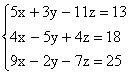 5x + 3y − 11z = 13
4x − 5y + 4z = 18
9x − 2y − 7z = 25